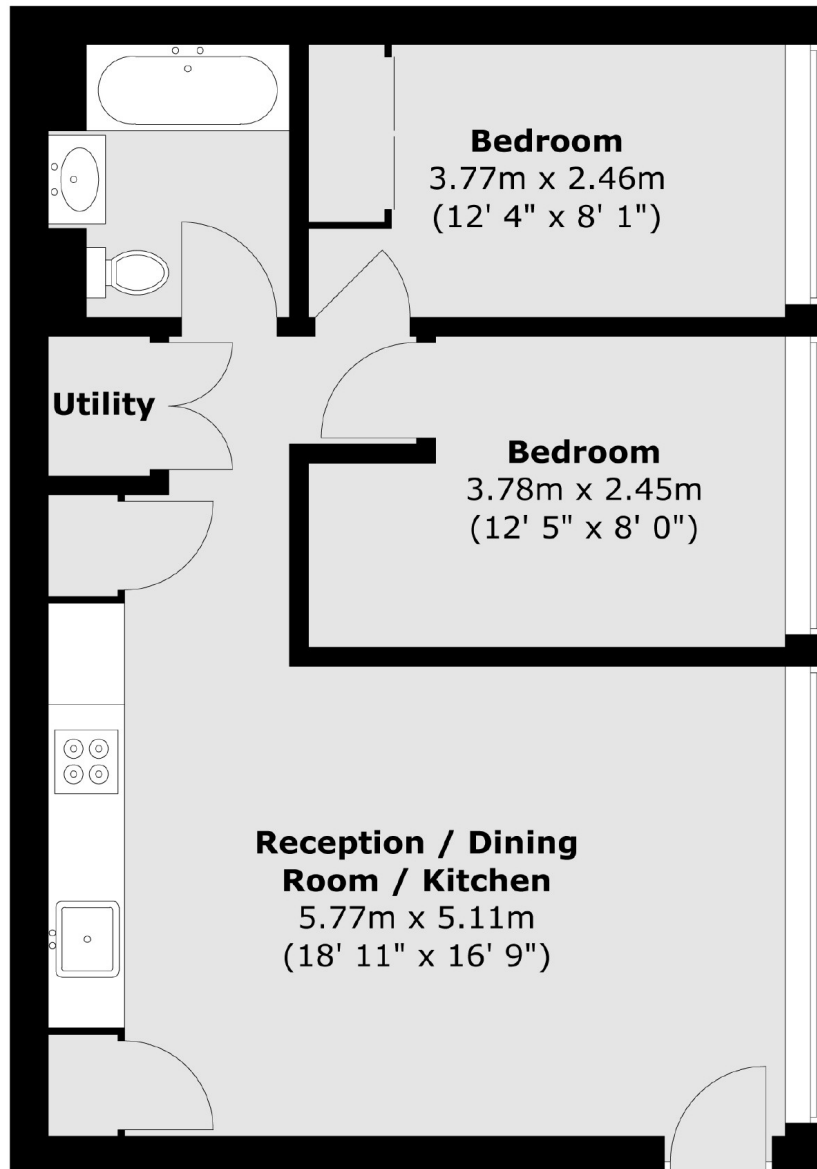 Bedroom
3.77m x 2.46m
(12' 4" x 8' 1")
Utility
Bedroom
3.78m x 2.45m
(12' 5" x 8' 0")
Reception / Dining
Room / Kitchen
5.77m x 5.11m
(18' 11" x 16' 9")